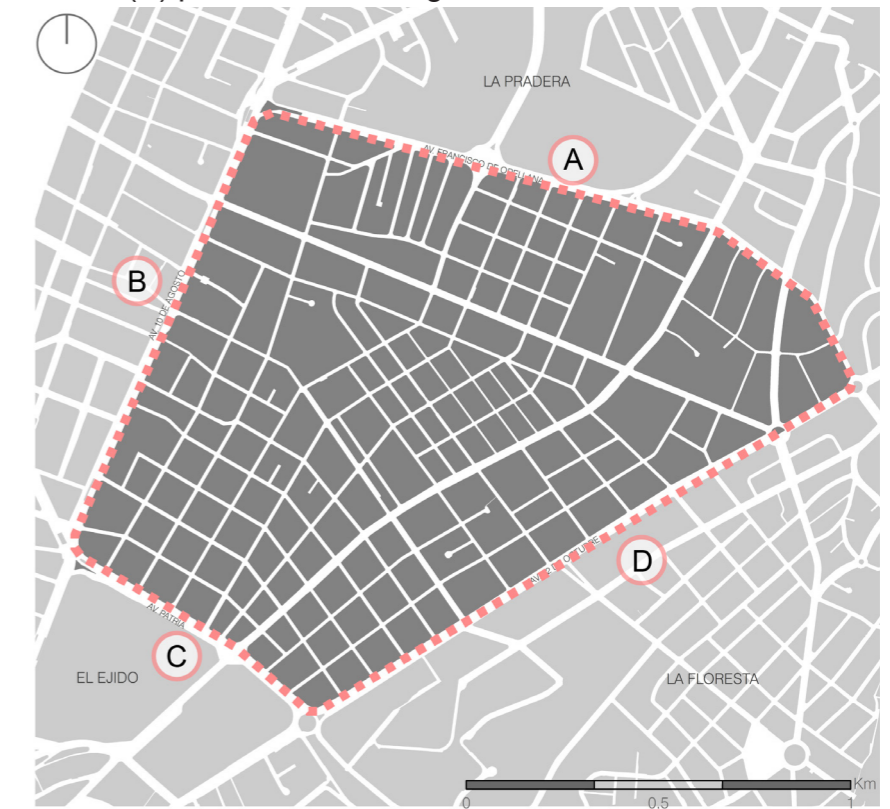 LA PRADERA
A
AV. FRANCISCO DE ORELLANA
B
AV. 10 DE AGOSTO
D
AV. 12 DE OCTUBRE
AV. PATRIA
C
EL EJIDO
LA FLORESTA
Km
0
0.5
1